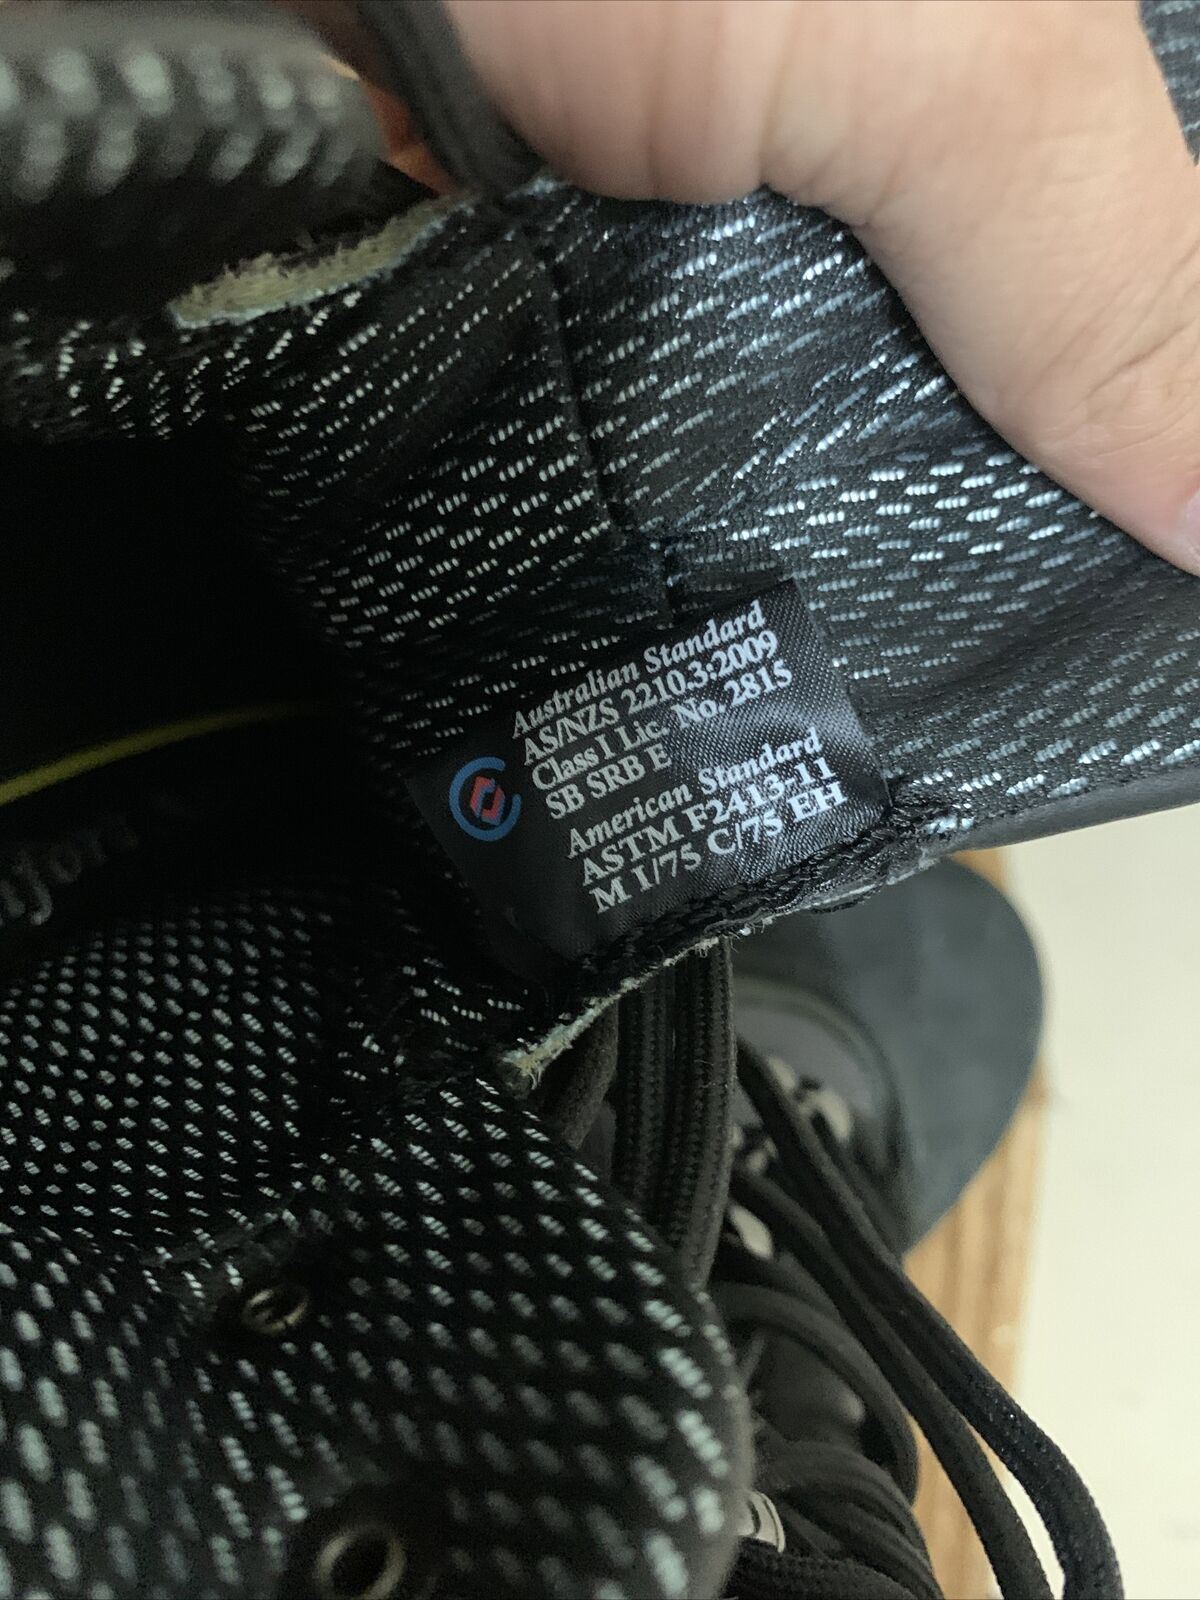 Australian Standard
AS/NZS 2210.3:2009
Class I Lic. No. 2815
SB SRB E
American Standard
ASTM F2413-11
M I/75 C/75 EH